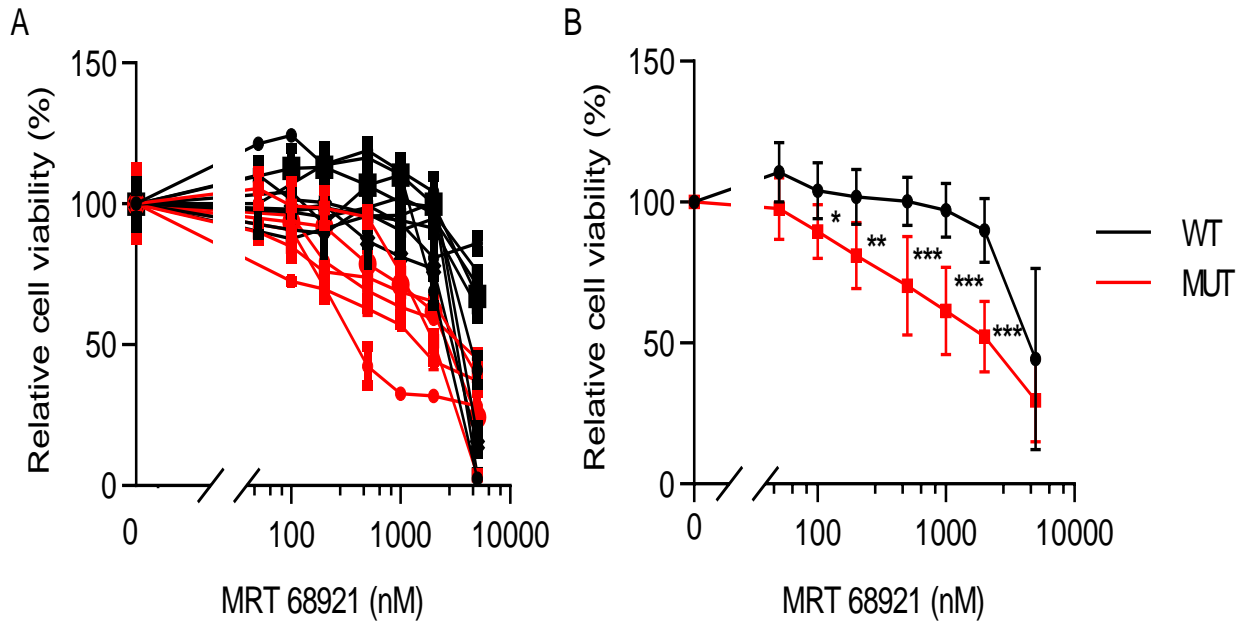 A
Relative cell viability (%)
150
100
50
0
0
100
1000
10000
MRT 68921 (nM)
B
Relative cell viability (%)
150
100
50
0
*
**
***
***
***
0
100
1000
10000
MRT 68921 (nM)
WT
MUT